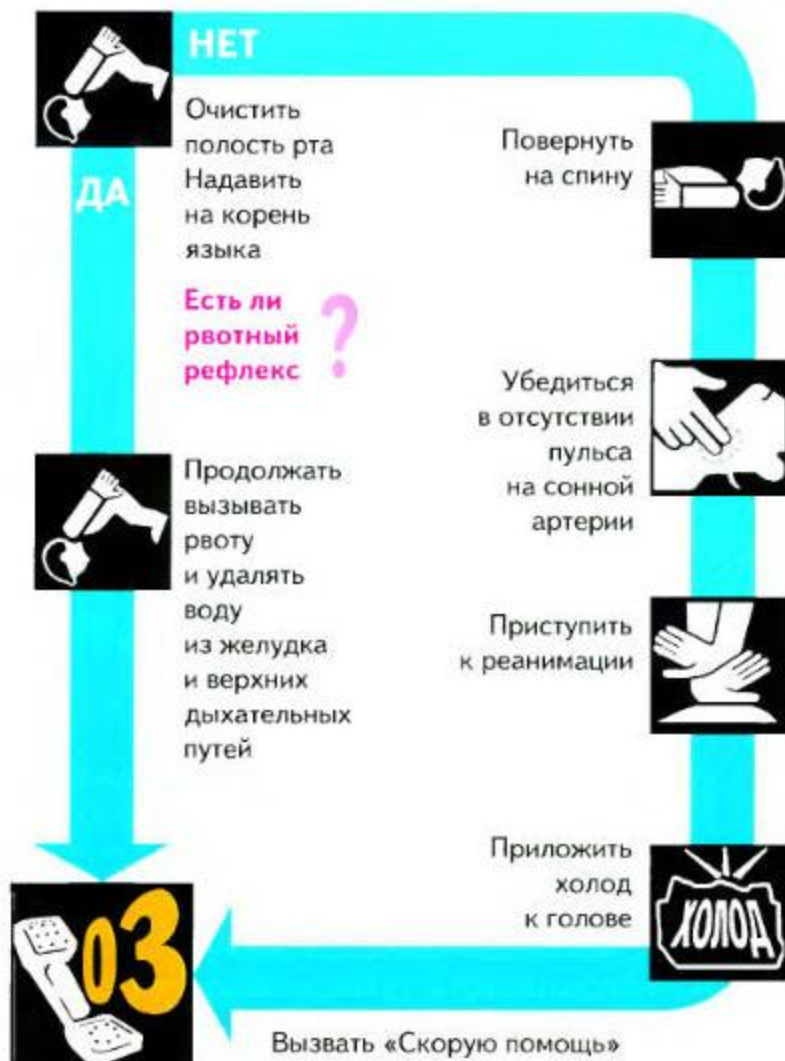 НЕТ
Очистить
полость рта
Надавить
на корень
языка
ДА
Есть ли
рвотный
рефлекс
?
Продолжать
вызывать
рвоту
и удалять
воду
из желудка
и верхних
дыхательных
путей
Повернуть
на спину
Убедиться
в отсутствии
пульса
на сонной
артерии
Приступить
к реанимации
Приложить
холод
к голове
ХОЛОД
03
Вызвать «Скорую помощь»